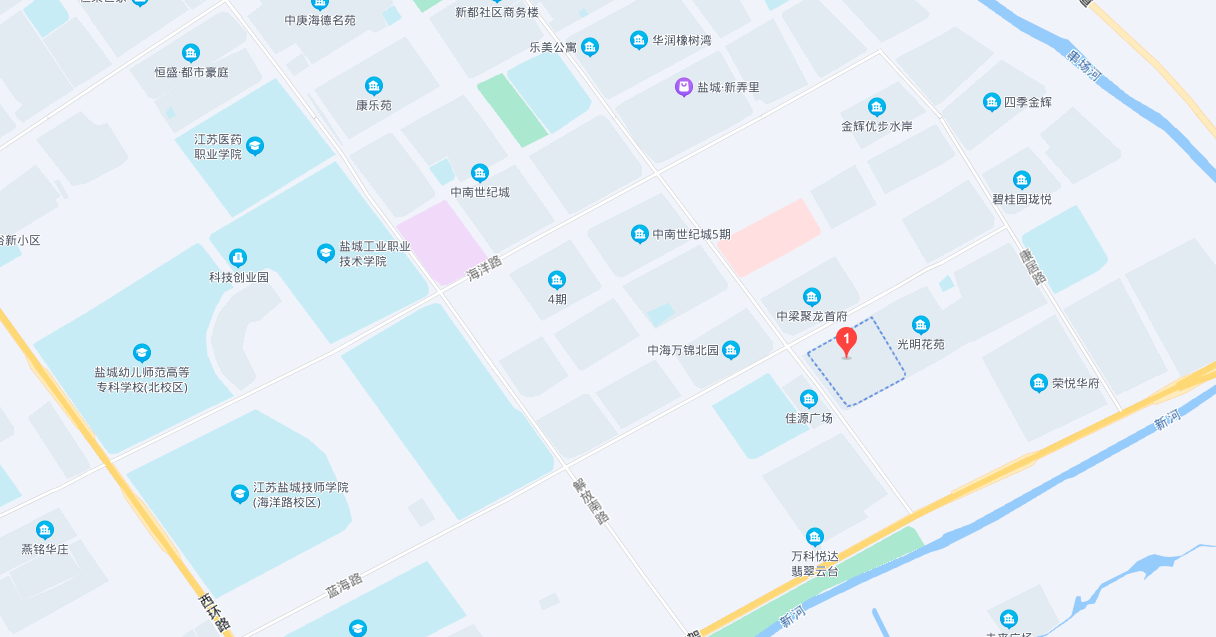 中庚海德名苑
新都社区商务楼
乐美公寓
华润橡树湾
串场河
恒盛·都市豪庭
康乐苑
盐城·新弄里
四季金辉
金辉优步水岸
江苏医药
职业学院
中南世纪城
碧桂园珑悦
新小区
盐城工业职业
技术学院
中南世纪城5期
科技创业园
海洋路
康居路
4期
中梁聚龙首府
1
光明花苑
中海万锦北园
盐城幼儿师范高等
专科学校(北校区)
荣悦华府
佳源广场
新河
江苏盐城技师学院
(海洋路校区)
解放南路
燕铭华庄
万科悦达
翡翠云台
蓝海路
西环路
新河